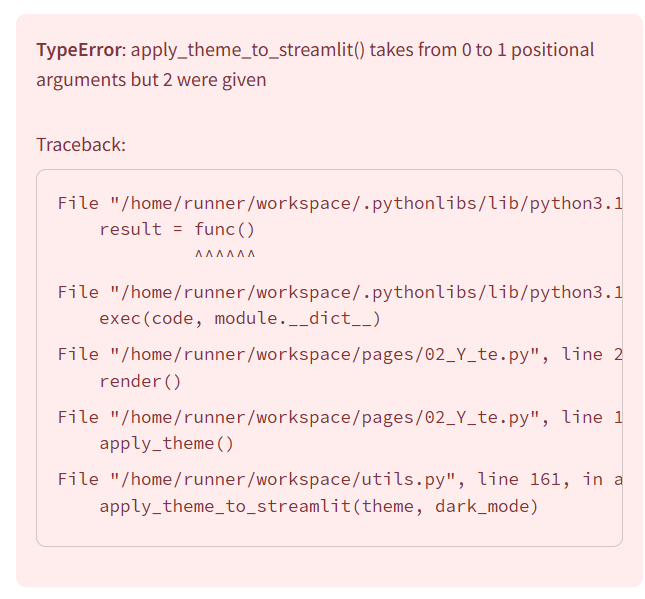 TypeError: apply_theme_to_streamlit() takes from 0 to 1 positional
arguments but 2 were given
Traceback:
File "/home/runner/workspace/.pythonlibs/lib/python3.1
result = func()
^^^^^^
File "/home/runner/workspace/.pythonlibs/lib/python3.1
exec(code, module.__dict__)
File "/home/runner/workspace/pages/02_Y_te.py", line 2
render()
File "/home/runner/workspace/pages/02_Y_te.py", line 1
apply_theme()
File "/home/runner/workspace/utils.py", line 161, in a
apply_theme_to_streamlit(theme, dark_mode)